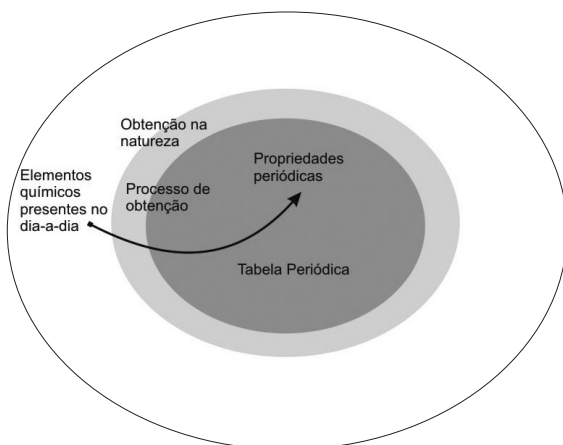 Obtenção na
natureza
Elementos
químicos
presentes no
dia-a-dia
Processo de
obtenção
Propriedades
periódicas
Tabela Periódica